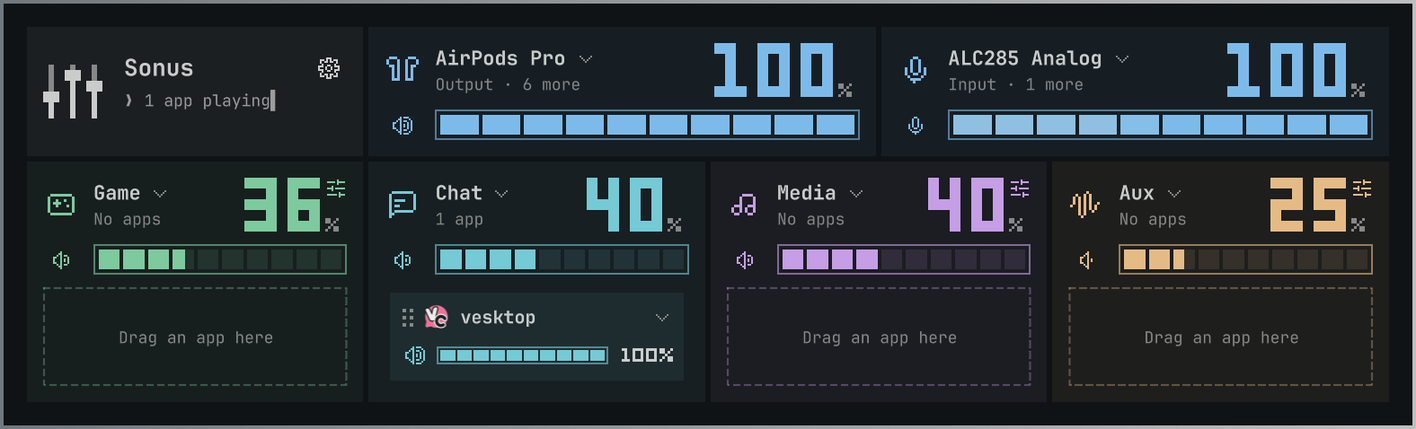 Sonus
❯ 1 app playing
AirPods Pro
Output · 6 more
100%
ALC285 Analog
Input · 1 more
100%
Game
No apps
36%
Drag an app here
Chat
1 app
40%
vesktop
100%
Media
No apps
40%
Drag an app here
Aux
No apps
25%
Drag an app here